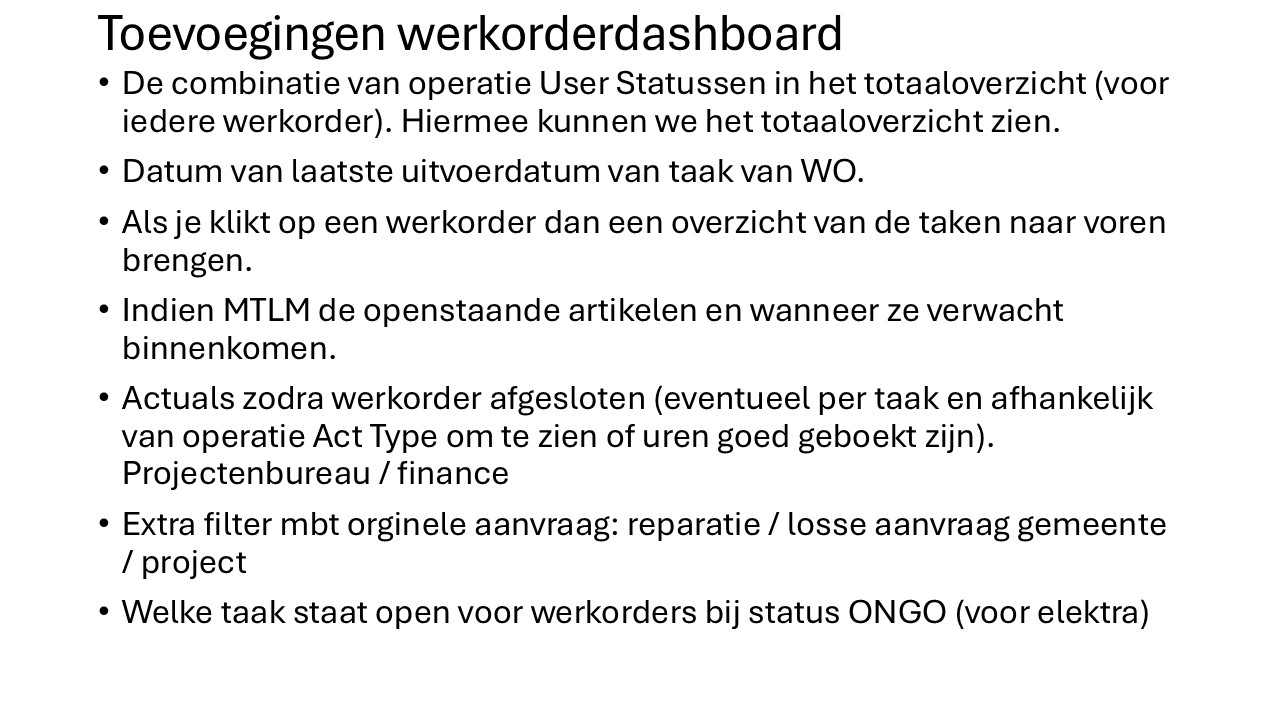 Toevoegingen werkorderdashboard
• De combinatie van operatie User Statussen in het totaaloverzicht (voor
iedere werkorder). Hiermee kunnen we het totaaloverzicht zien.
• Datum van laatste uitvoerdatum van taak van WO.
• Als je klikt op een werkorder dan een overzicht van de taken naar voren
brengen.
• Indien MTLM de openstaande artikelen en wanneer ze verwacht
binnenkomen.
• Actuals zodra werkorder afgesloten (eventueel per taak en afhankelijk
van operatie Act Type om te zien of uren goed geboekt zijn).
Projectenbureau / finance
• Extra filter mbt orginele aanvraag: reparatie / losse aanvraag gemeente
/ project
• Welke taak staat open voor werkorders bij status ONGO (voor elektra)